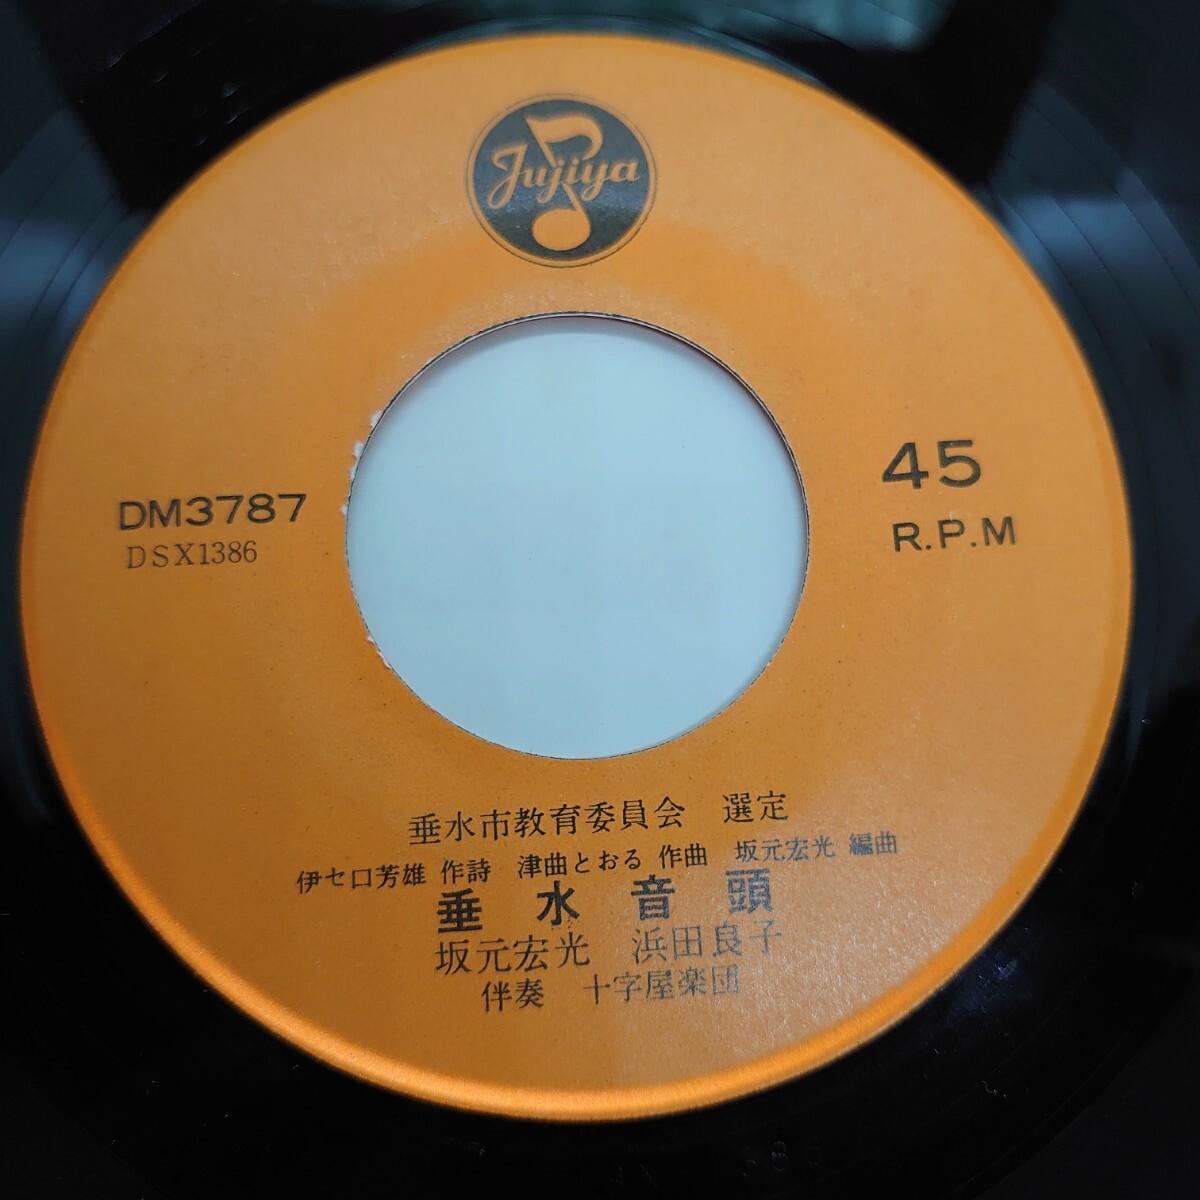 Jujiya
45
R.P.M
DM3787
DSX1386
垂水市教育委員会 選定
伊セ口芳雄 作詩 津曲とおる 作曲 坂元宏光 編曲
垂水音頭
坂元宏光 浜田良子
伴奏 十字屋楽団